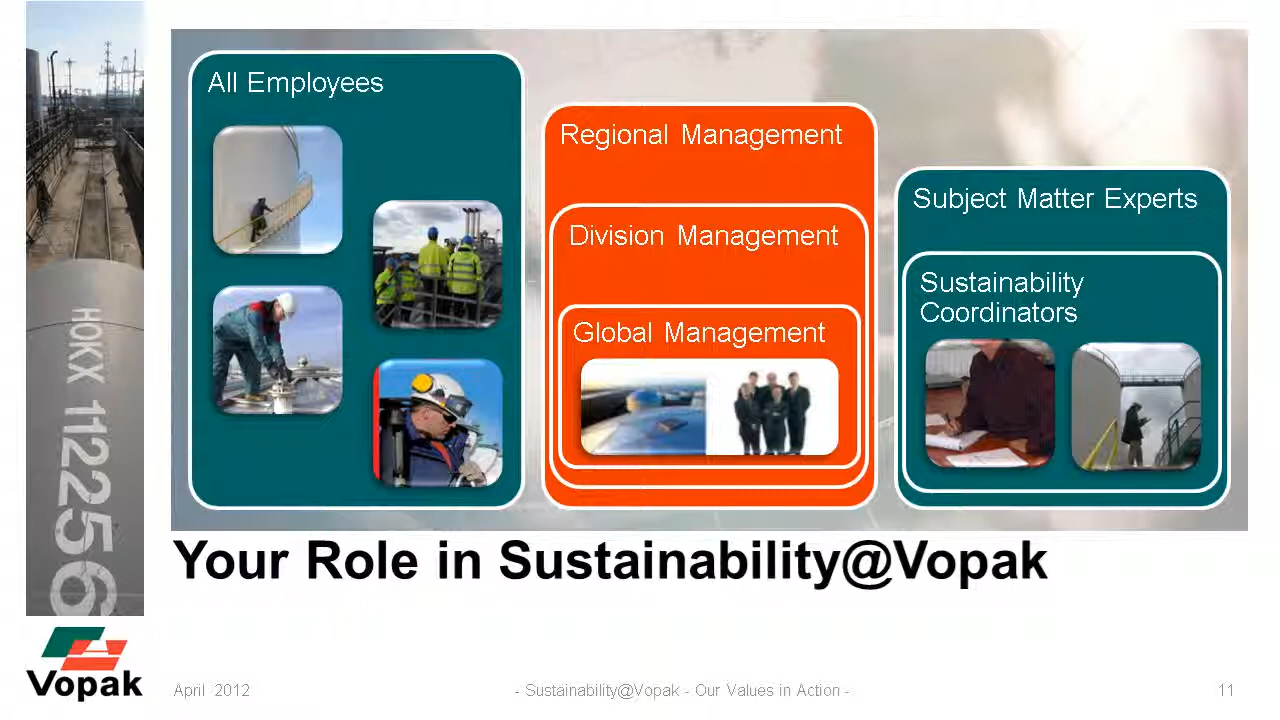 All Employees
Regional Management
Division Management
Global Management
Subject Matter Experts
Sustainability
Coordinators
HOKX 112256
Your Role in Sustainability@Vopak
Vopak
April 2012
- Sustainability@Vopak - Our Values in Action -
11